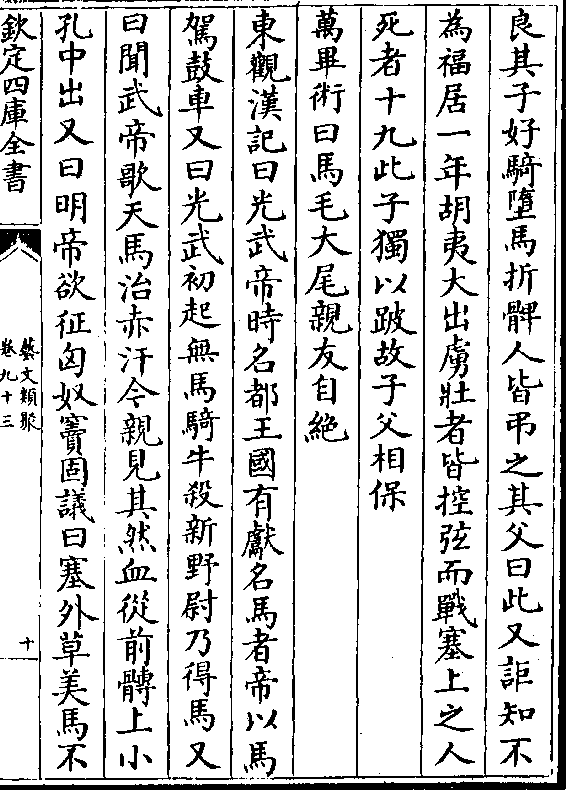 良其子好騎墮馬折髀人皆弔之其父曰此又詎知不
為福居一年胡夷大出虜壯者皆控弦而戰塞上之人
死者十九此子獨以跛故子父相保
萬畢術曰馬毛大尾親友自絶
東觀漢記曰光武帝時名都王國有獻名馬者帝以馬
駕鼓車又曰光武初起無馬騎牛殺新野尉乃得馬又
曰聞武帝歌天馬沾赤汗今親見其然血從前髆上小
孔中出又曰明帝欲征匈奴竇固議曰塞外草美馬不
欽定四庫全書
藝文類聚
卷九十三
十